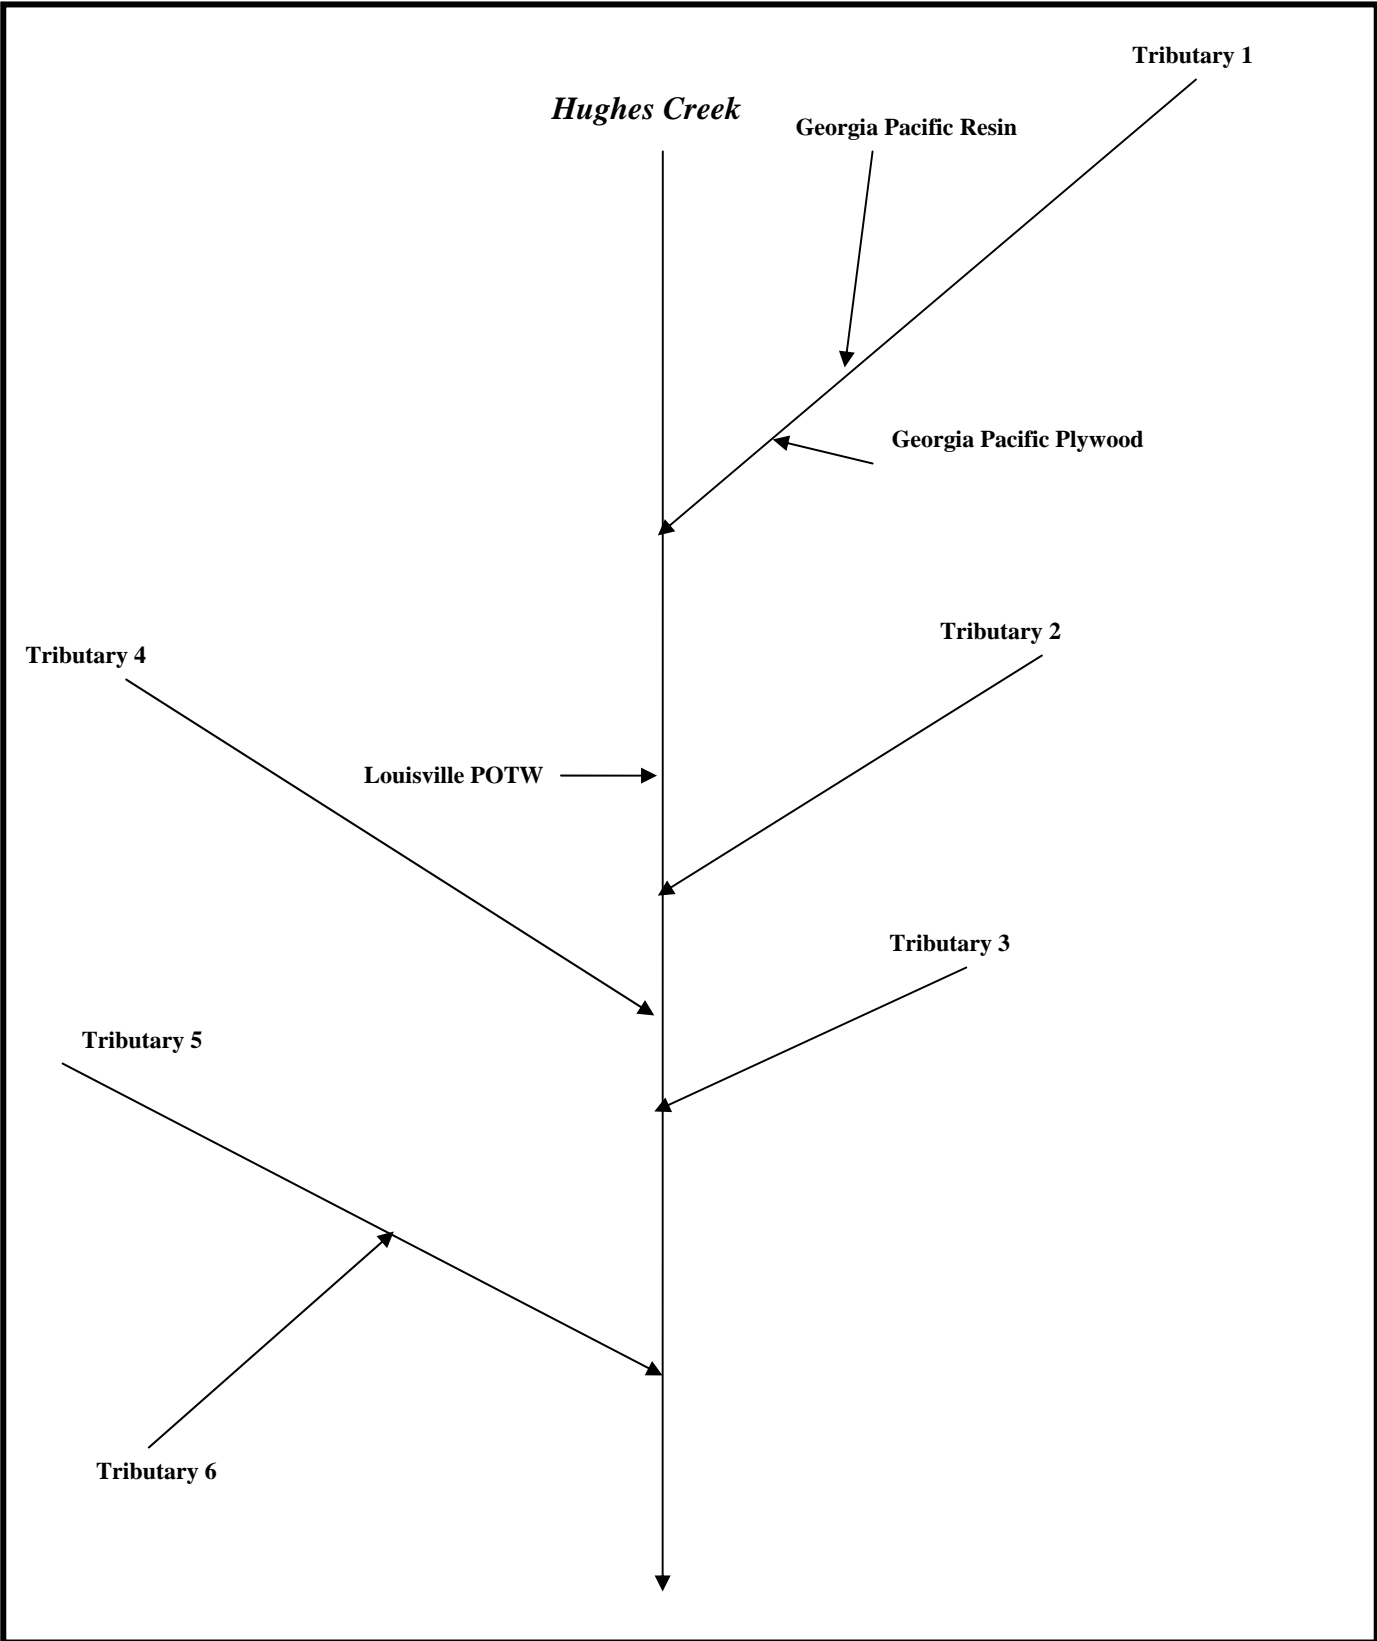 Tributary 1
Hughes Creek
Georgia Pacific Resin
Georgia Pacific Plywood
Tributary 2
Tributary 4
Louisville POTW
Tributary 3
Tributary 5
Tributary 6